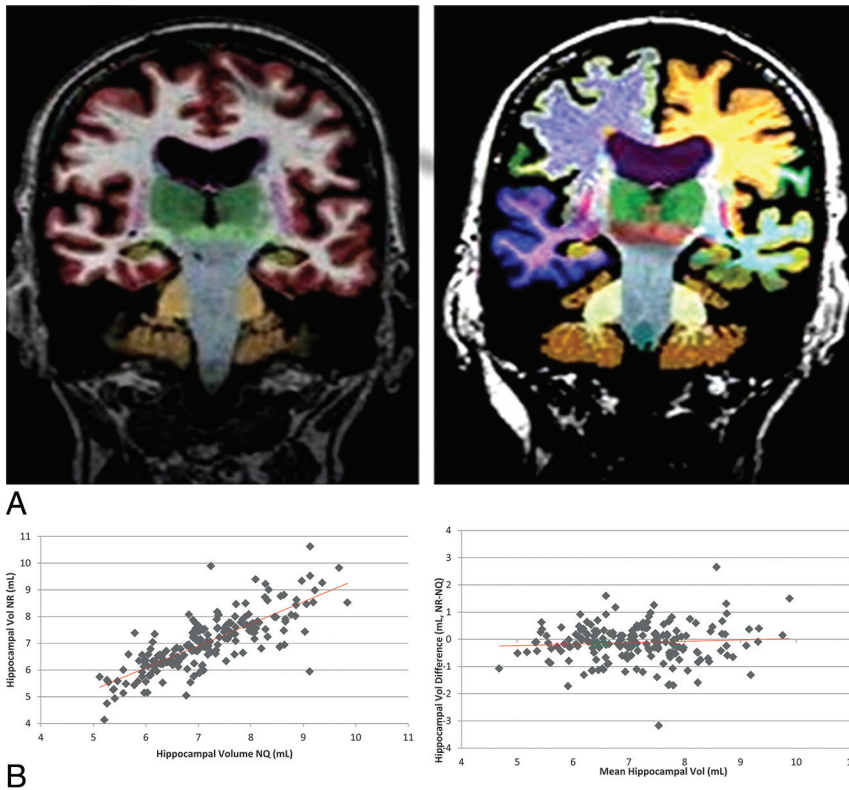 A
11
10
9
8
7
6
5
4
Hippocampal Vol NR (mL)
4 5 6 7 8 9 10 11
Hippocampal Volume NQ (mL)
4
3
2
1
0
-1
-2
-3
-4
Hippocampal Vol Difference (mL, NR-NQ)
4 5 6 7 8 9 10
Mean Hippocampal Vol (mL)
B